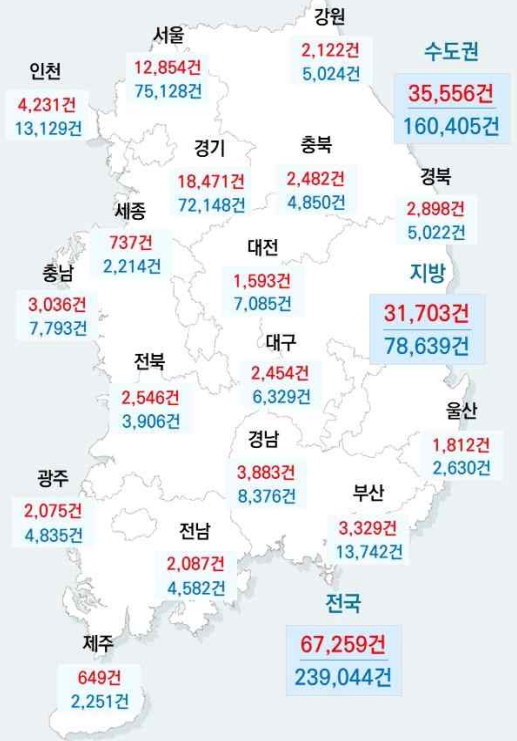 강원
2,122건
5,024건
서울
12,854건
75,128건
수도권
35,556건
160,405건
인천
4,231건
13,129건
경기
18,471건
72,148건
충북
2,482건
4,850건
경북
2,898건
5,022건
세종
737건
2,214건
대전
1,593건
7,085건
지방
31,703건
78,639건
충남
3,036건
7,793건
대구
2,454건
6,329건
전북
2,546건
3,906건
울산
1,812건
2,630건
경남
3,883건
8,376건
광주
2,075건
4,835건
부산
3,329건
13,742건
전남
2,087건
4,582건
전국
67,259건
239,044건
제주
649건
2,251건